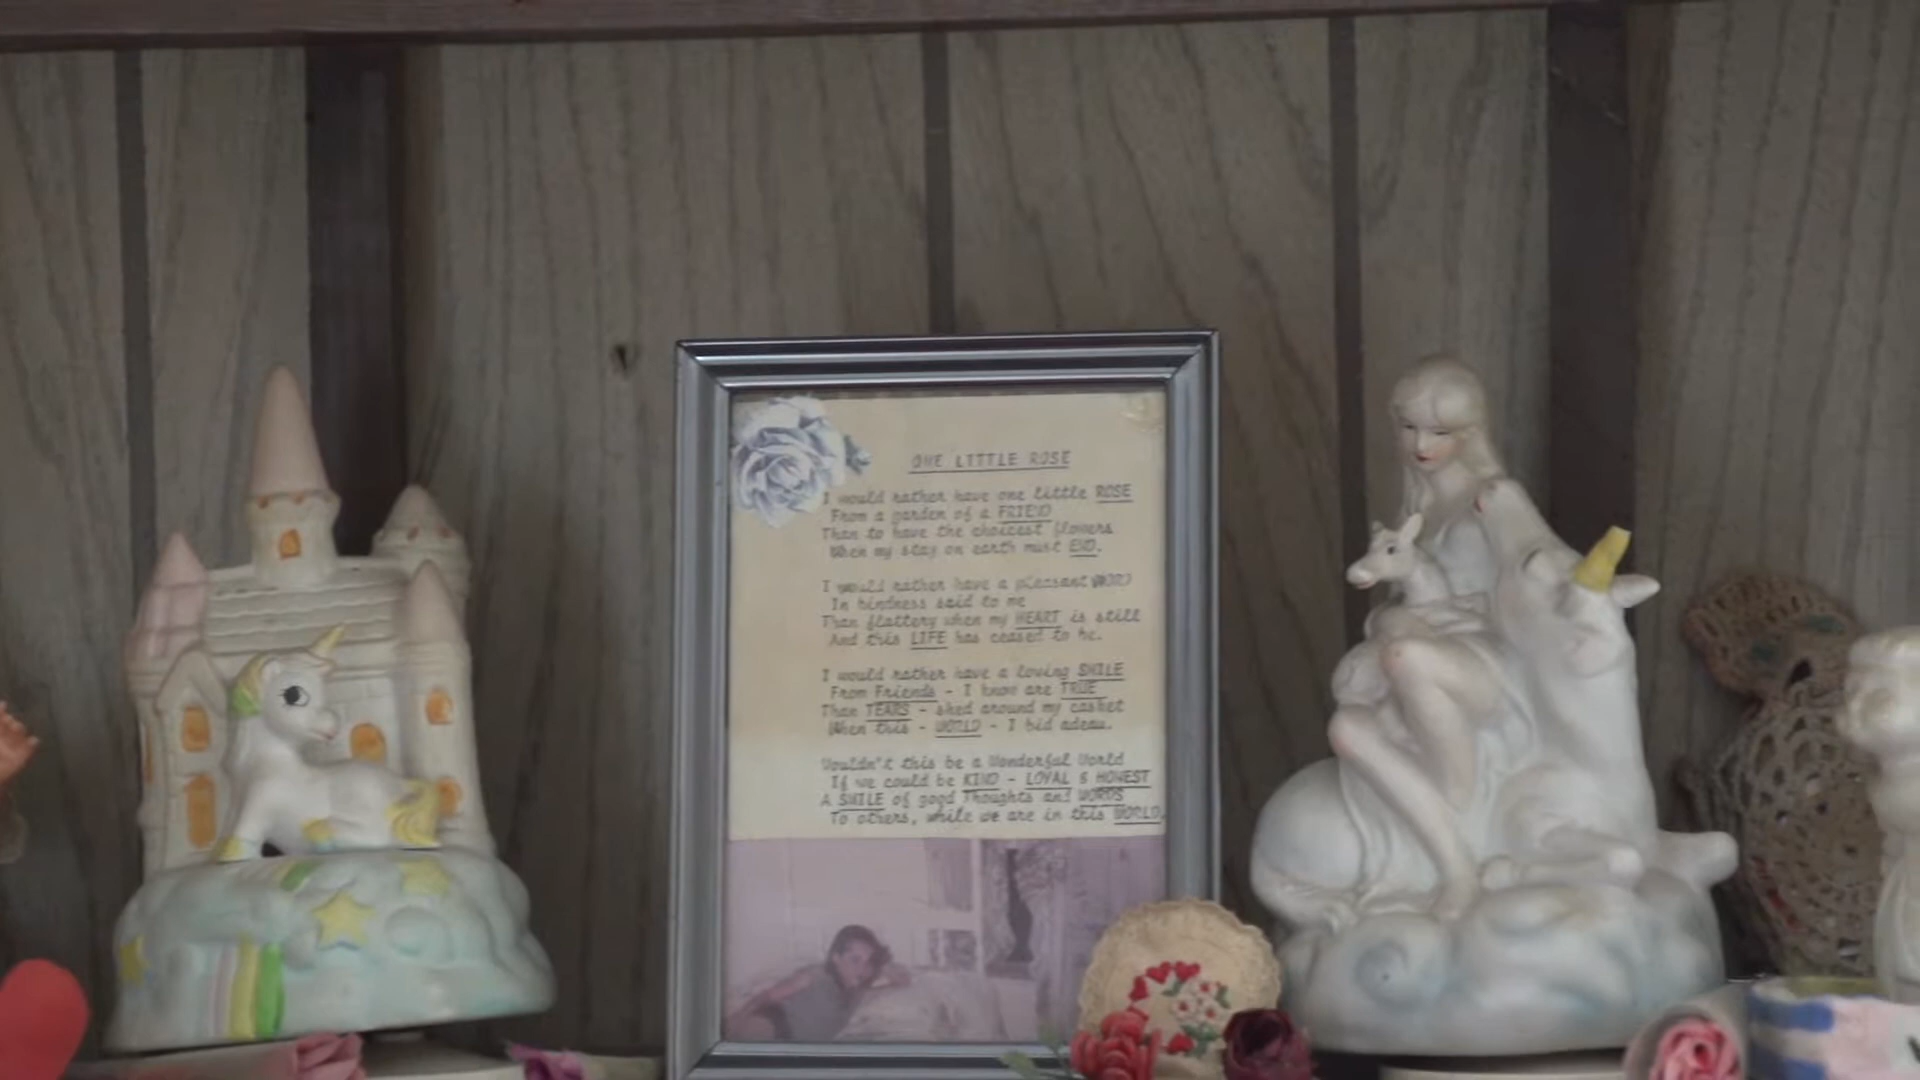 ONE LITTLE ROSE
I would rather have one little ROSE
From a garden of a FRIEND
Than to have the choicest flowers
When my stay on earth must END.
I would rather have a pleasant WORD
In kindness said to me
Than flattery when my HEART is still
And this LIFE has ceased to be.
I would rather have a loving SMILE
From Friends - I know are TRUE
Than TEARS - shed around my casket
When this - WORLD - I bid adeau.
Wouldn't this be a Wonderful World
If we could be KIND - LOYAL & HONEST
A SMILE of good Thoughts and WORDS
To others, while we are in this WORLD.